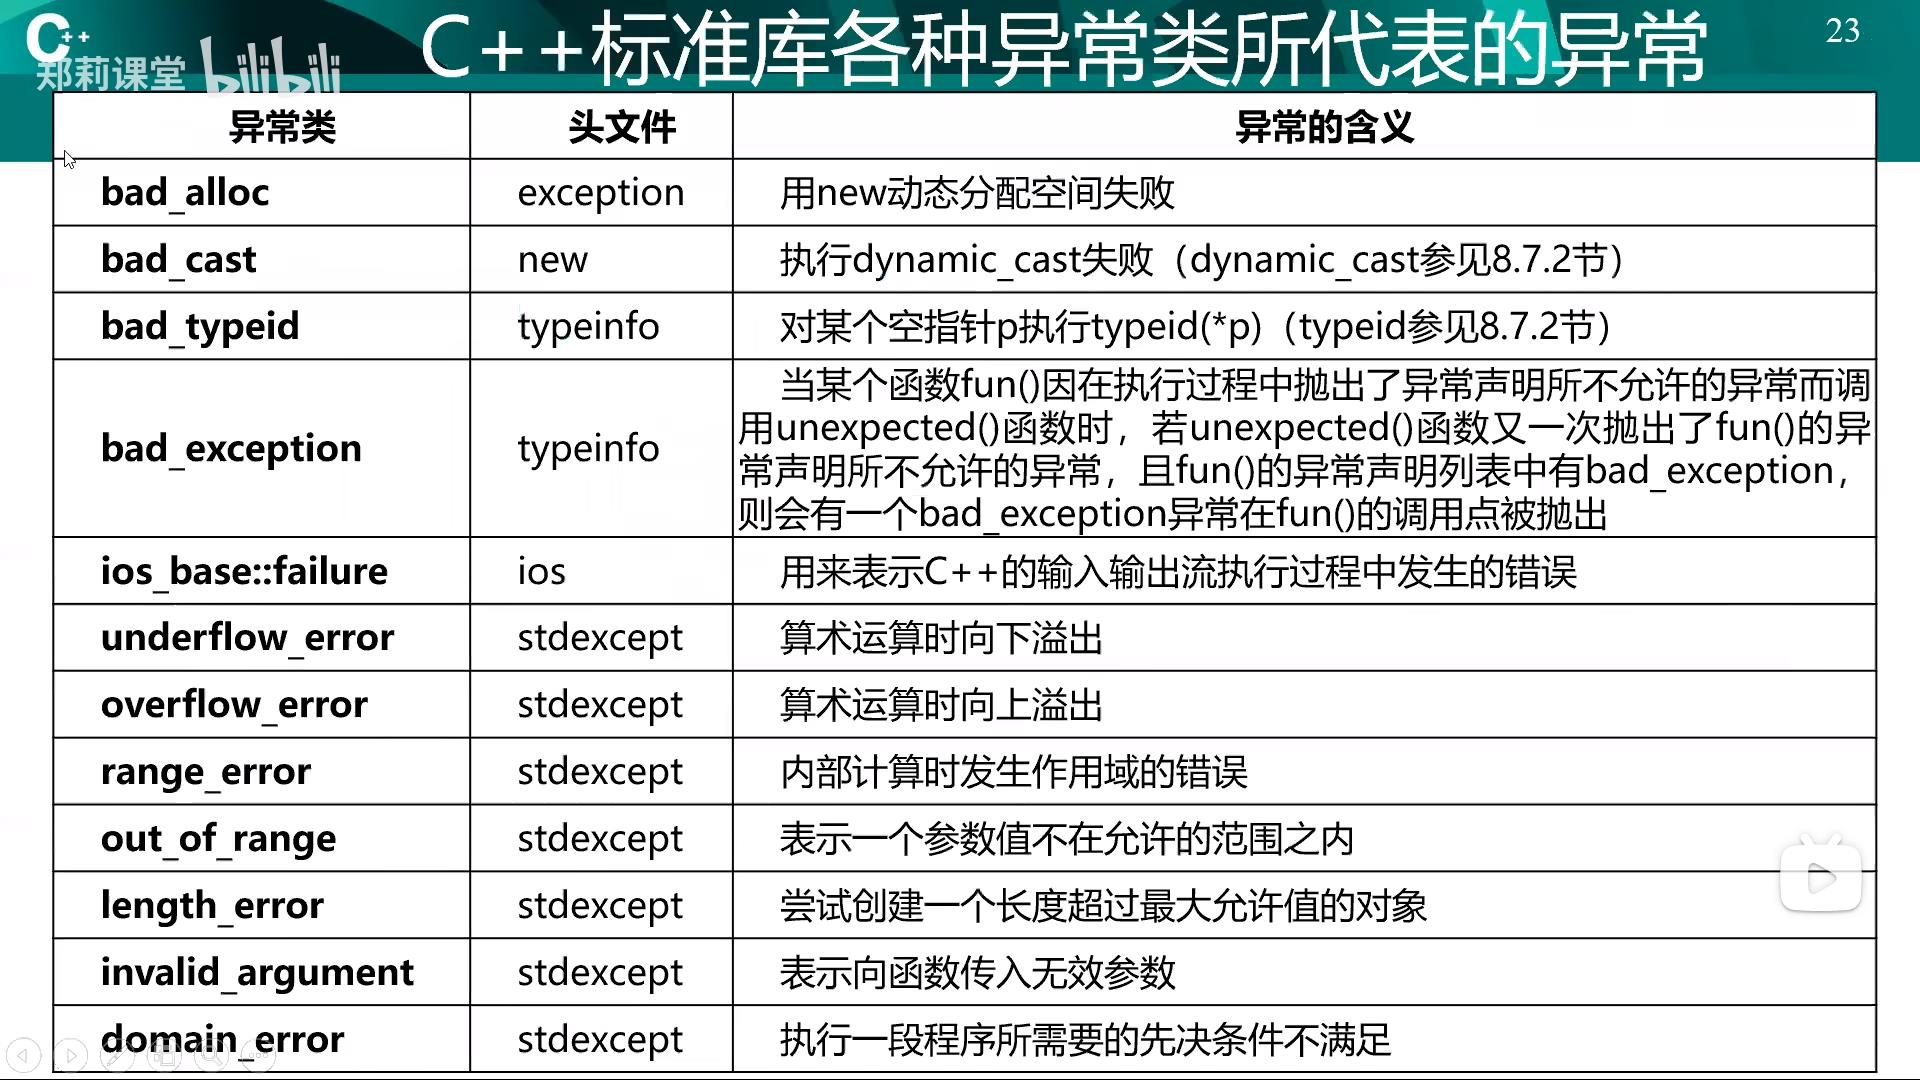 C++
郑莉课堂 bilibili
C++标准库各种异常类所代表的异常
23
异常类 头文件 异常的含义
bad_alloc exception 用new动态分配空间失败
bad_cast new 执行dynamic_cast失败（dynamic_cast参见8.7.2节）
bad_typeid typeinfo 对某个空指针p执行typeid(*p)（typeid参见8.7.2节）
bad_exception typeinfo 当某个函数fun()因在执行过程中抛出了异常声明所不允许的异常而调
用unexpected()函数时，若unexpected()函数又一次抛出了fun()的异
常声明所不允许的异常，且fun()的异常声明列表中有bad_exception，
则会有一个bad_exception异常在fun()的调用点被抛出
ios_base::failure ios 用来表示C++的输入输出流执行过程中发生的错误
underflow_error stdexcept 算术运算时向下溢出
overflow_error stdexcept 算术运算时向上溢出
range_error stdexcept 内部计算时发生作用域的错误
out_of_range stdexcept 表示一个参数值不在允许的范围之内
length_error stdexcept 尝试创建一个长度超过最大允许值的对象
invalid_argument stdexcept 表示向函数传入无效参数
domain_error stdexcept 执行一段程序所需要的先决条件不满足